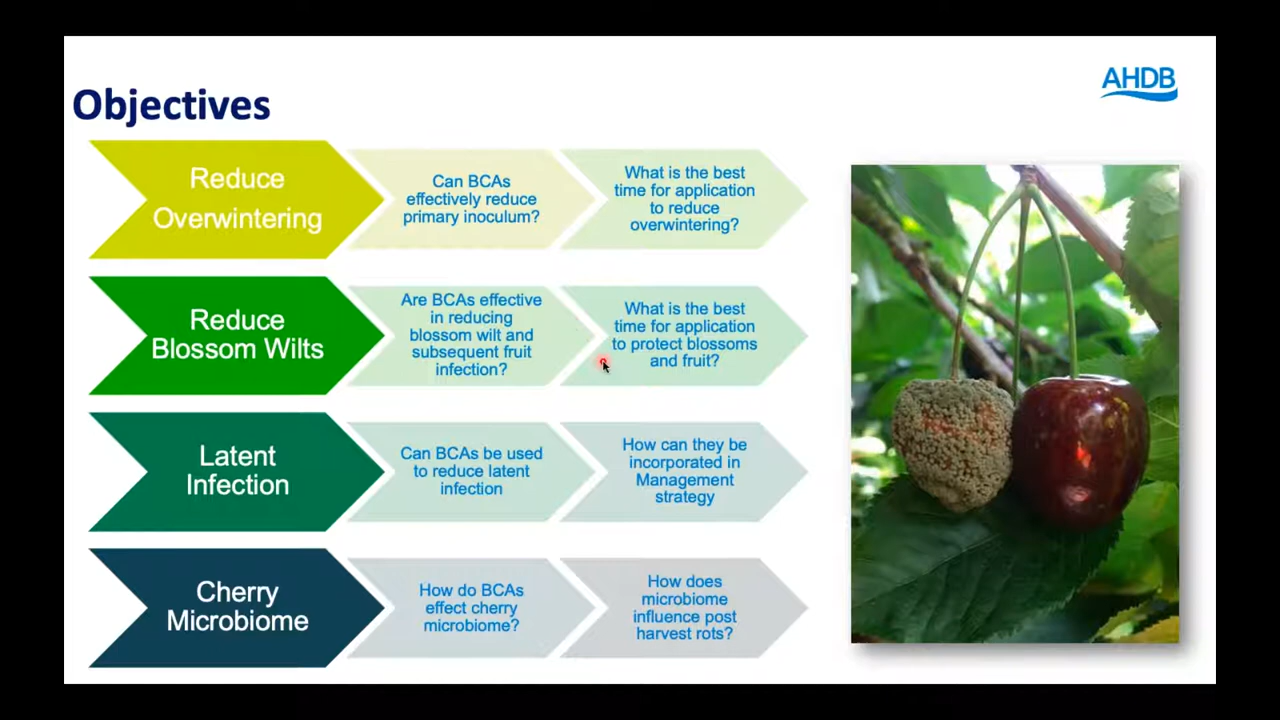 Objectives
AHDB
Reduce
Overwintering
Can BCAs
effectively reduce
primary inoculum?
What is the best
time for application
to reduce
overwintering?
Reduce
Blossom Wilts
Are BCAs effective
in reducing
blossom wilt and
subsequent fruit
infection?
What is the best
time for application
to protect blossoms
and fruit?
Latent
Infection
Can BCAs be used
to reduce latent
infection
How can they be
incorporated in
Management
strategy
Cherry
Microbiome
How do BCAs
effect cherry
microbiome?
How does
microbiome
influence post
harvest rots?